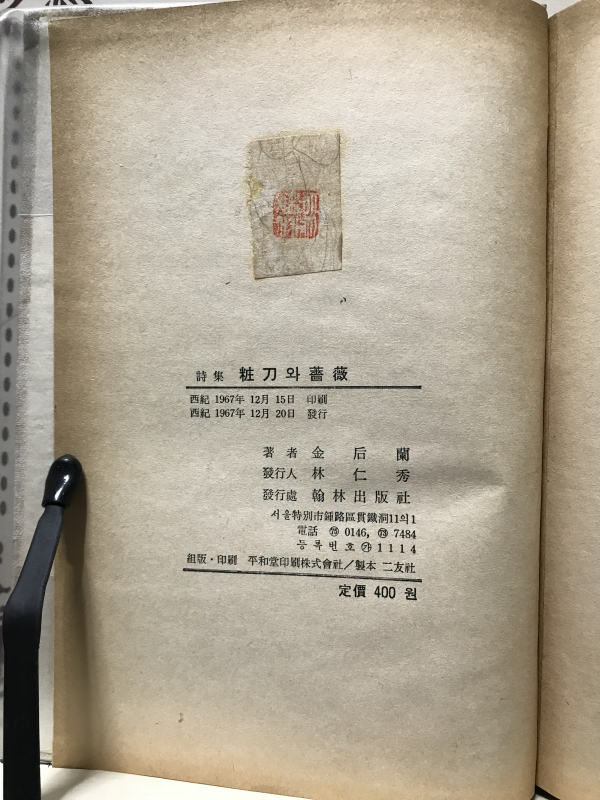 詩集 粧刀와薔薇
西紀 1967年 12月 15日 印刷
西紀 1967年 12月 20日 發行
著者 金后蘭
發行人 林仁秀
發行處 翰林出版社
서울特別市鍾路區貫鐵洞11의1
電話 ㊆ 0146, ㊆ 7484
등록번호 ㉮ 1114
組版·印刷 平和堂印刷株式會社/製本 二友社
定價 400 원